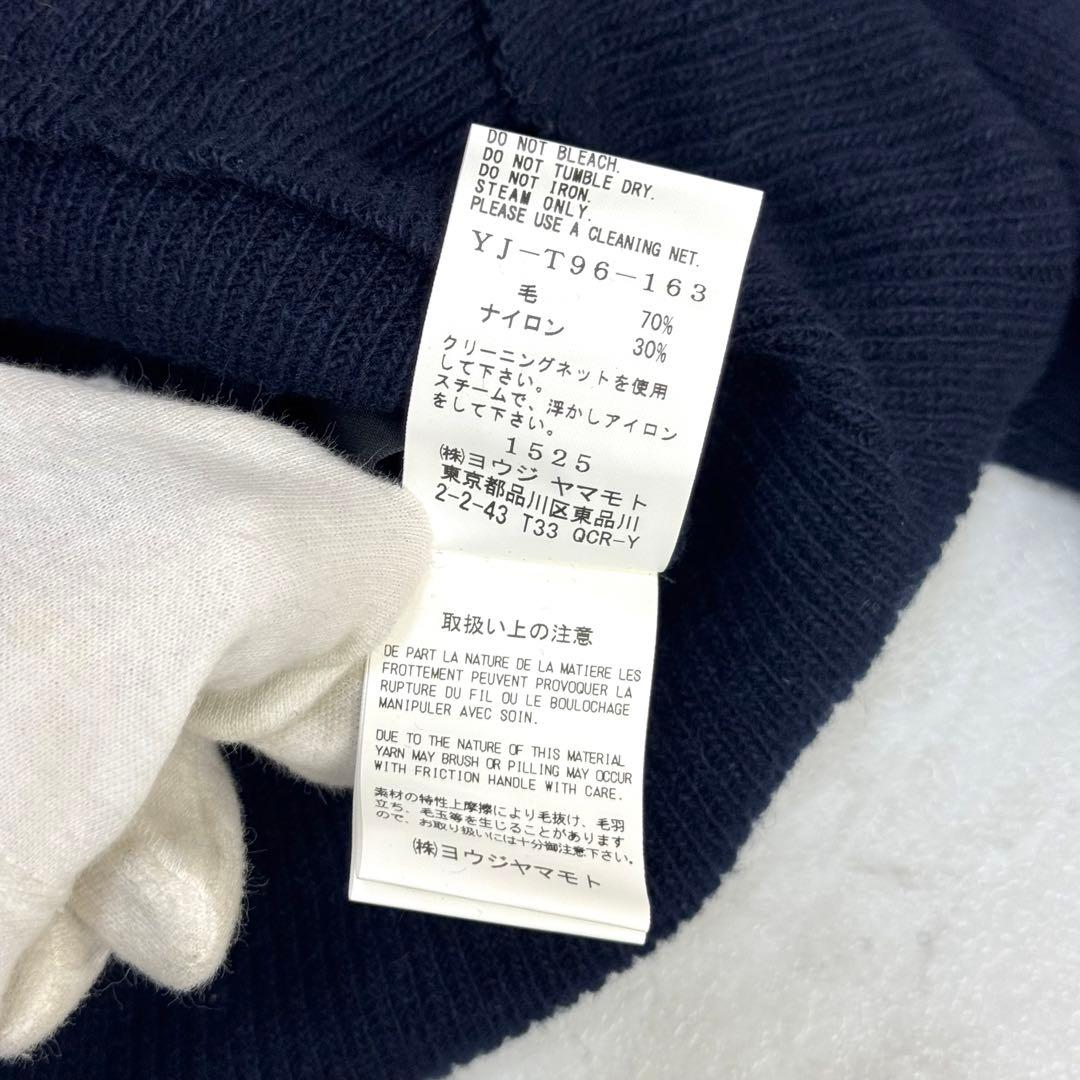 DO NOT BLEACH.
DO NOT TUMBLE DRY.
DO NOT IRON.
STEAM ONLY.
PLEASE USE A CLEANING NET.
YJ-T96-163
毛 70%
ナイロン 30%
クリーニングネットを使用
して下さい。
スチームで、浮かしアイロン
をして下さい。
1525
㈱ヨウジ ヤマモト
東京都品川区東品川
2-2-43 T33 QCR-Y
取扱い上の注意
DE PART LA NATURE DE LA MATIERE LES
FROTTEMENT PEUVENT PROVOQUER LA
RUPTURE DU FIL OU LE BOULOCHAGE
MANIPULER AVEC SOIN.
DUE TO THE NATURE OF THIS MATERIAL
YARN MAY BRUSH OR PILLING MAY OCCUR
WITH FRICTION HANDLE WITH CARE.
素材の特性上摩擦により毛抜け、毛羽
立ち、毛玉等を生じることがあります
ので、お取り扱いには十分御注意下さい。
㈱ヨウジヤマモト